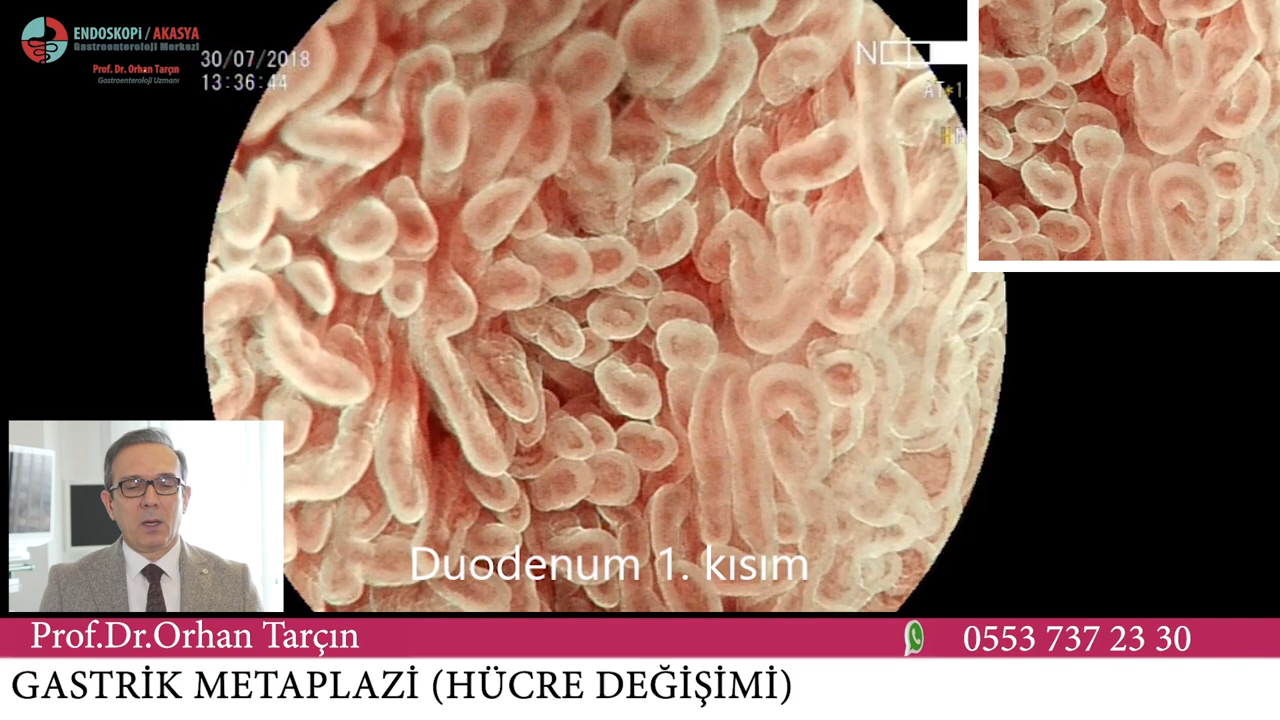 ENDOSKOPİ / AKASYA
Gastroenteroloji Merkezi
Prof. Dr. Orhan Tarçın
Gastroenteroloji Uzmanı
30/07/2018
13:36:44
N
Duodenum 1. kısım
Prof.Dr.Orhan Tarçın
0553 737 23 30
GASTRİK METAPLAZİ (HÜCRE DEĞİŞİMİ)